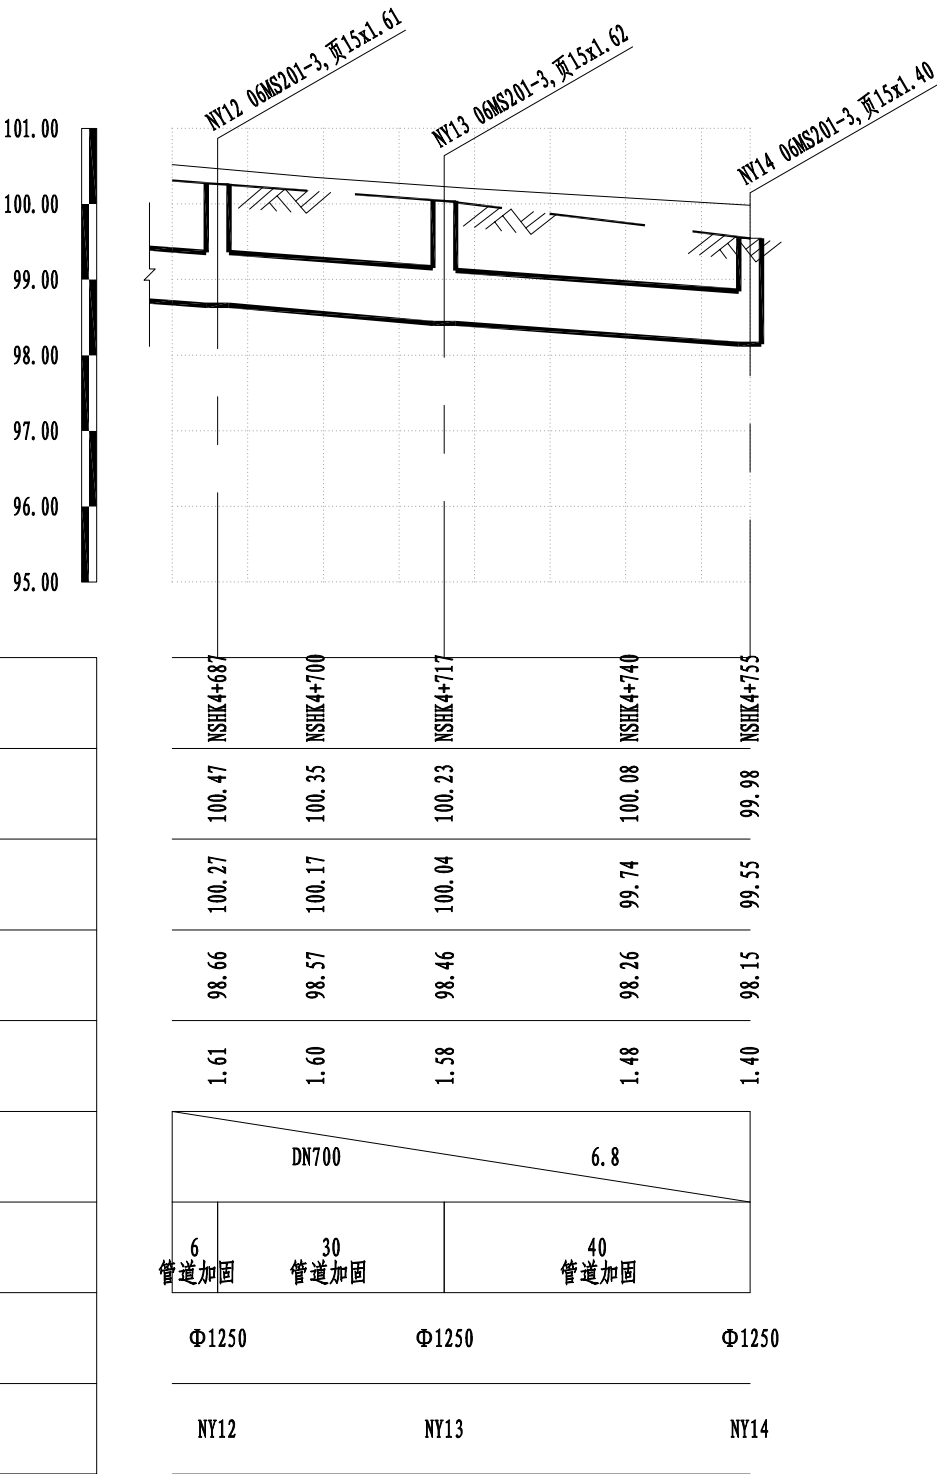 NY12 06MS201-3,页15x1.61
NY13 06MS201-3,页15x1.62
NY14 06MS201-3,页15x1.40
101.00
100.00
99.00
98.00
97.00
96.00
95.00
NSHK4+687 NSHK4+700 NSHK4+717 NSHK4+740 NSHK4+755
100.47 100.35 100.23 100.08 99.98
100.27 100.17 100.04 99.74 99.55
98.66 98.57 98.46 98.26 98.15
1.61 1.60 1.58 1.48 1.40
DN700 6.8
6 30 40
管道加固 管道加固 管道加固
Φ1250 Φ1250 Φ1250
NY12 NY13 NY14